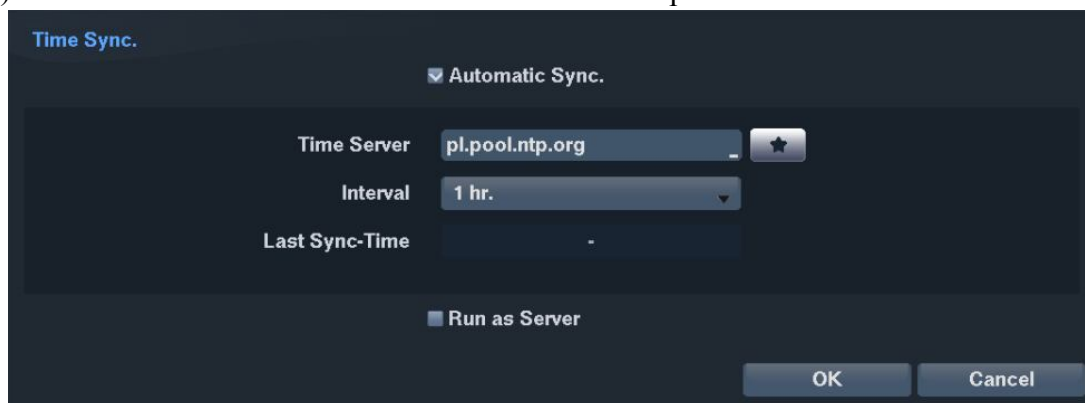 Time Sync.
Automatic Sync.
Time Server pl.pool.ntp.org
Interval 1 hr.
Last Sync-Time -
Run as Server
OK Cancel